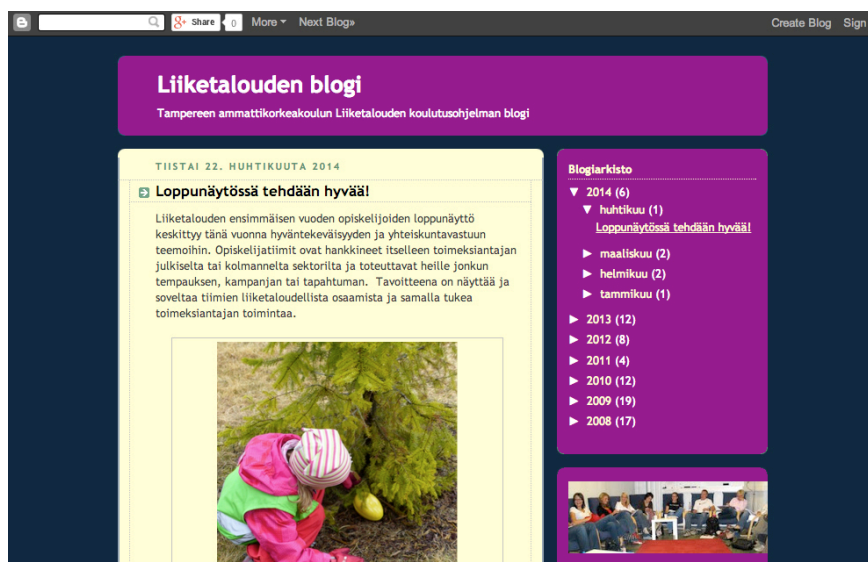 Share
0
More
Next Blog»
Create Blog
Sign
Liiketalouden blogi
Tampereen ammattikorkeakoulun Liiketalouden koulutusohjelman blogi
TIISTAI 22. HUHTIKUUTA 2014
Loppunäytössä tehdään hyvää!
Liiketalouden ensimmäisen vuoden opiskelijoiden loppunäyttö
keskittyy tänä vuonna hyväntekeväisyyden ja yhteiskuntavastuun
teemoihin. Opiskelijatiimit ovat hankkineet itselleen toimeksiantajan
julkiselta tai kolmannelta sektorilta ja toteuttavat heille jonkun
tempauksen, kampanjan tai tapahtuman. Tavoitteena on näyttää ja
soveltaa tiimien liiketaloudellista osaamista ja samalla tukea
toimeksiantajan toimintaa.
Blogiarkisto
▼ 2014 (6)
▼ huhtikuu (1)
Loppunäytössä tehdään hyvää!
► maaliskuu (2)
► helmikuu (2)
► tammikuu (1)
► 2013 (12)
► 2012 (8)
► 2011 (4)
► 2010 (12)
► 2009 (19)
► 2008 (17)